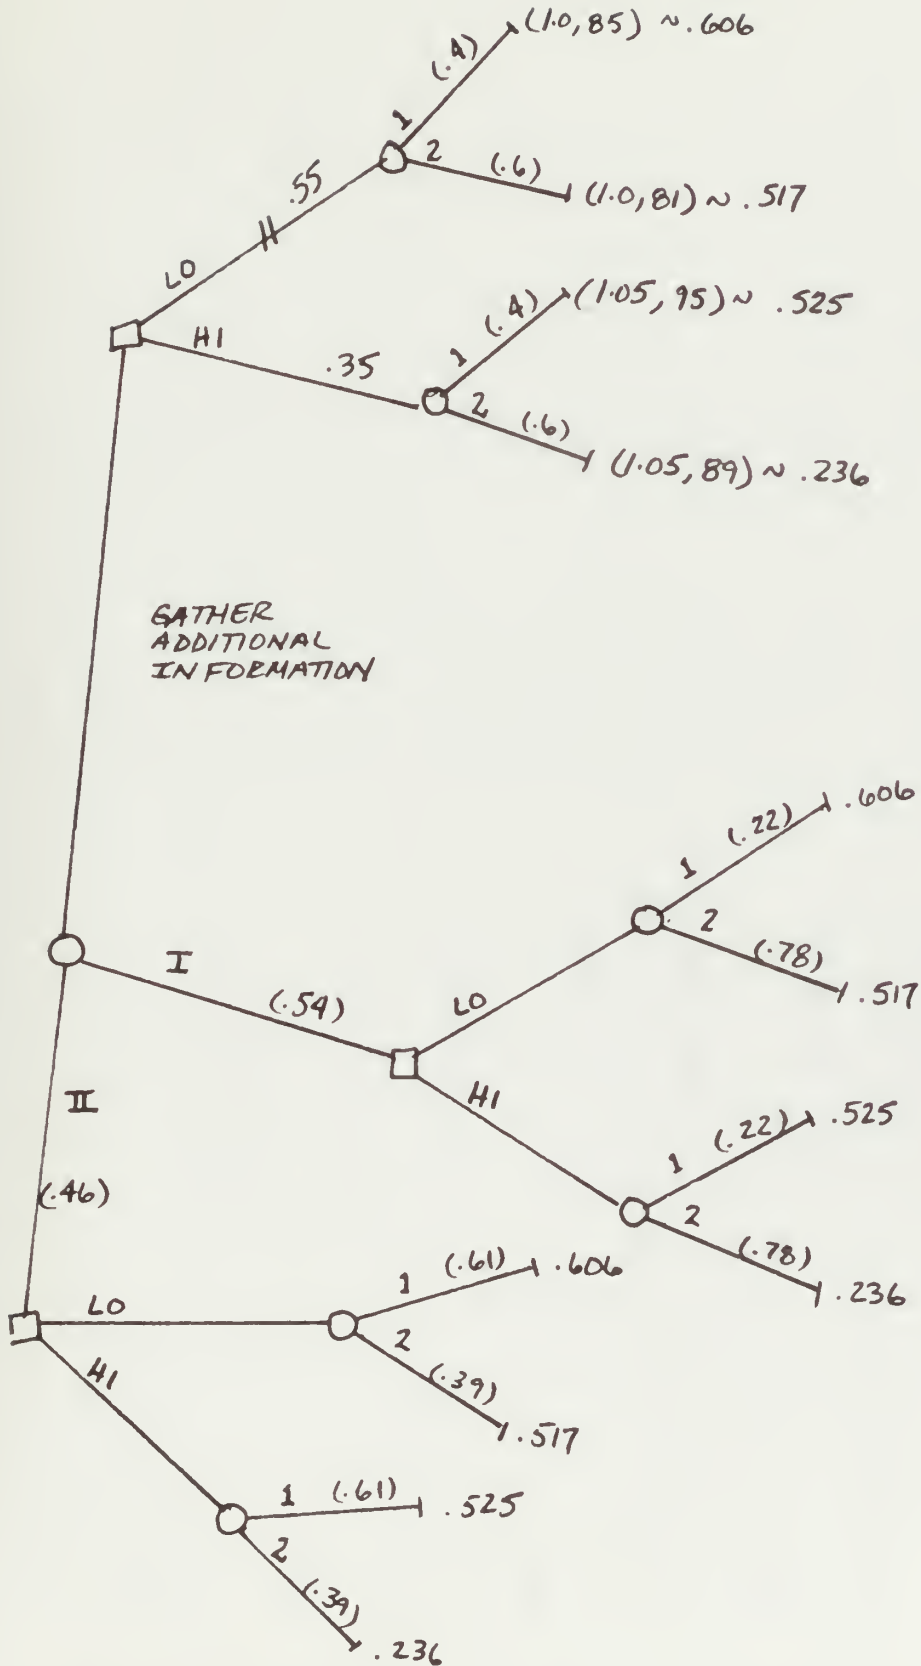 (1.0, 85) ~ .606
(.4)
1
2 (.6)
(1.0, 81) ~ .517
.55
LO
HI
.35
(1.05, 95) ~ .525
(.4)
1
2 (.6)
(1.05, 89) ~ .236
GATHER
ADDITIONAL
INFORMATION
.606
(.22)
1
2
(.78)
.517
I
(.54)
LO
HI
II
(.46)
.525
(.22)
1
2
(.78)
.236
LO
HI
(.61) .606
1
2
(.39)
.517
1 (.61) .525
2
(.39)
.236